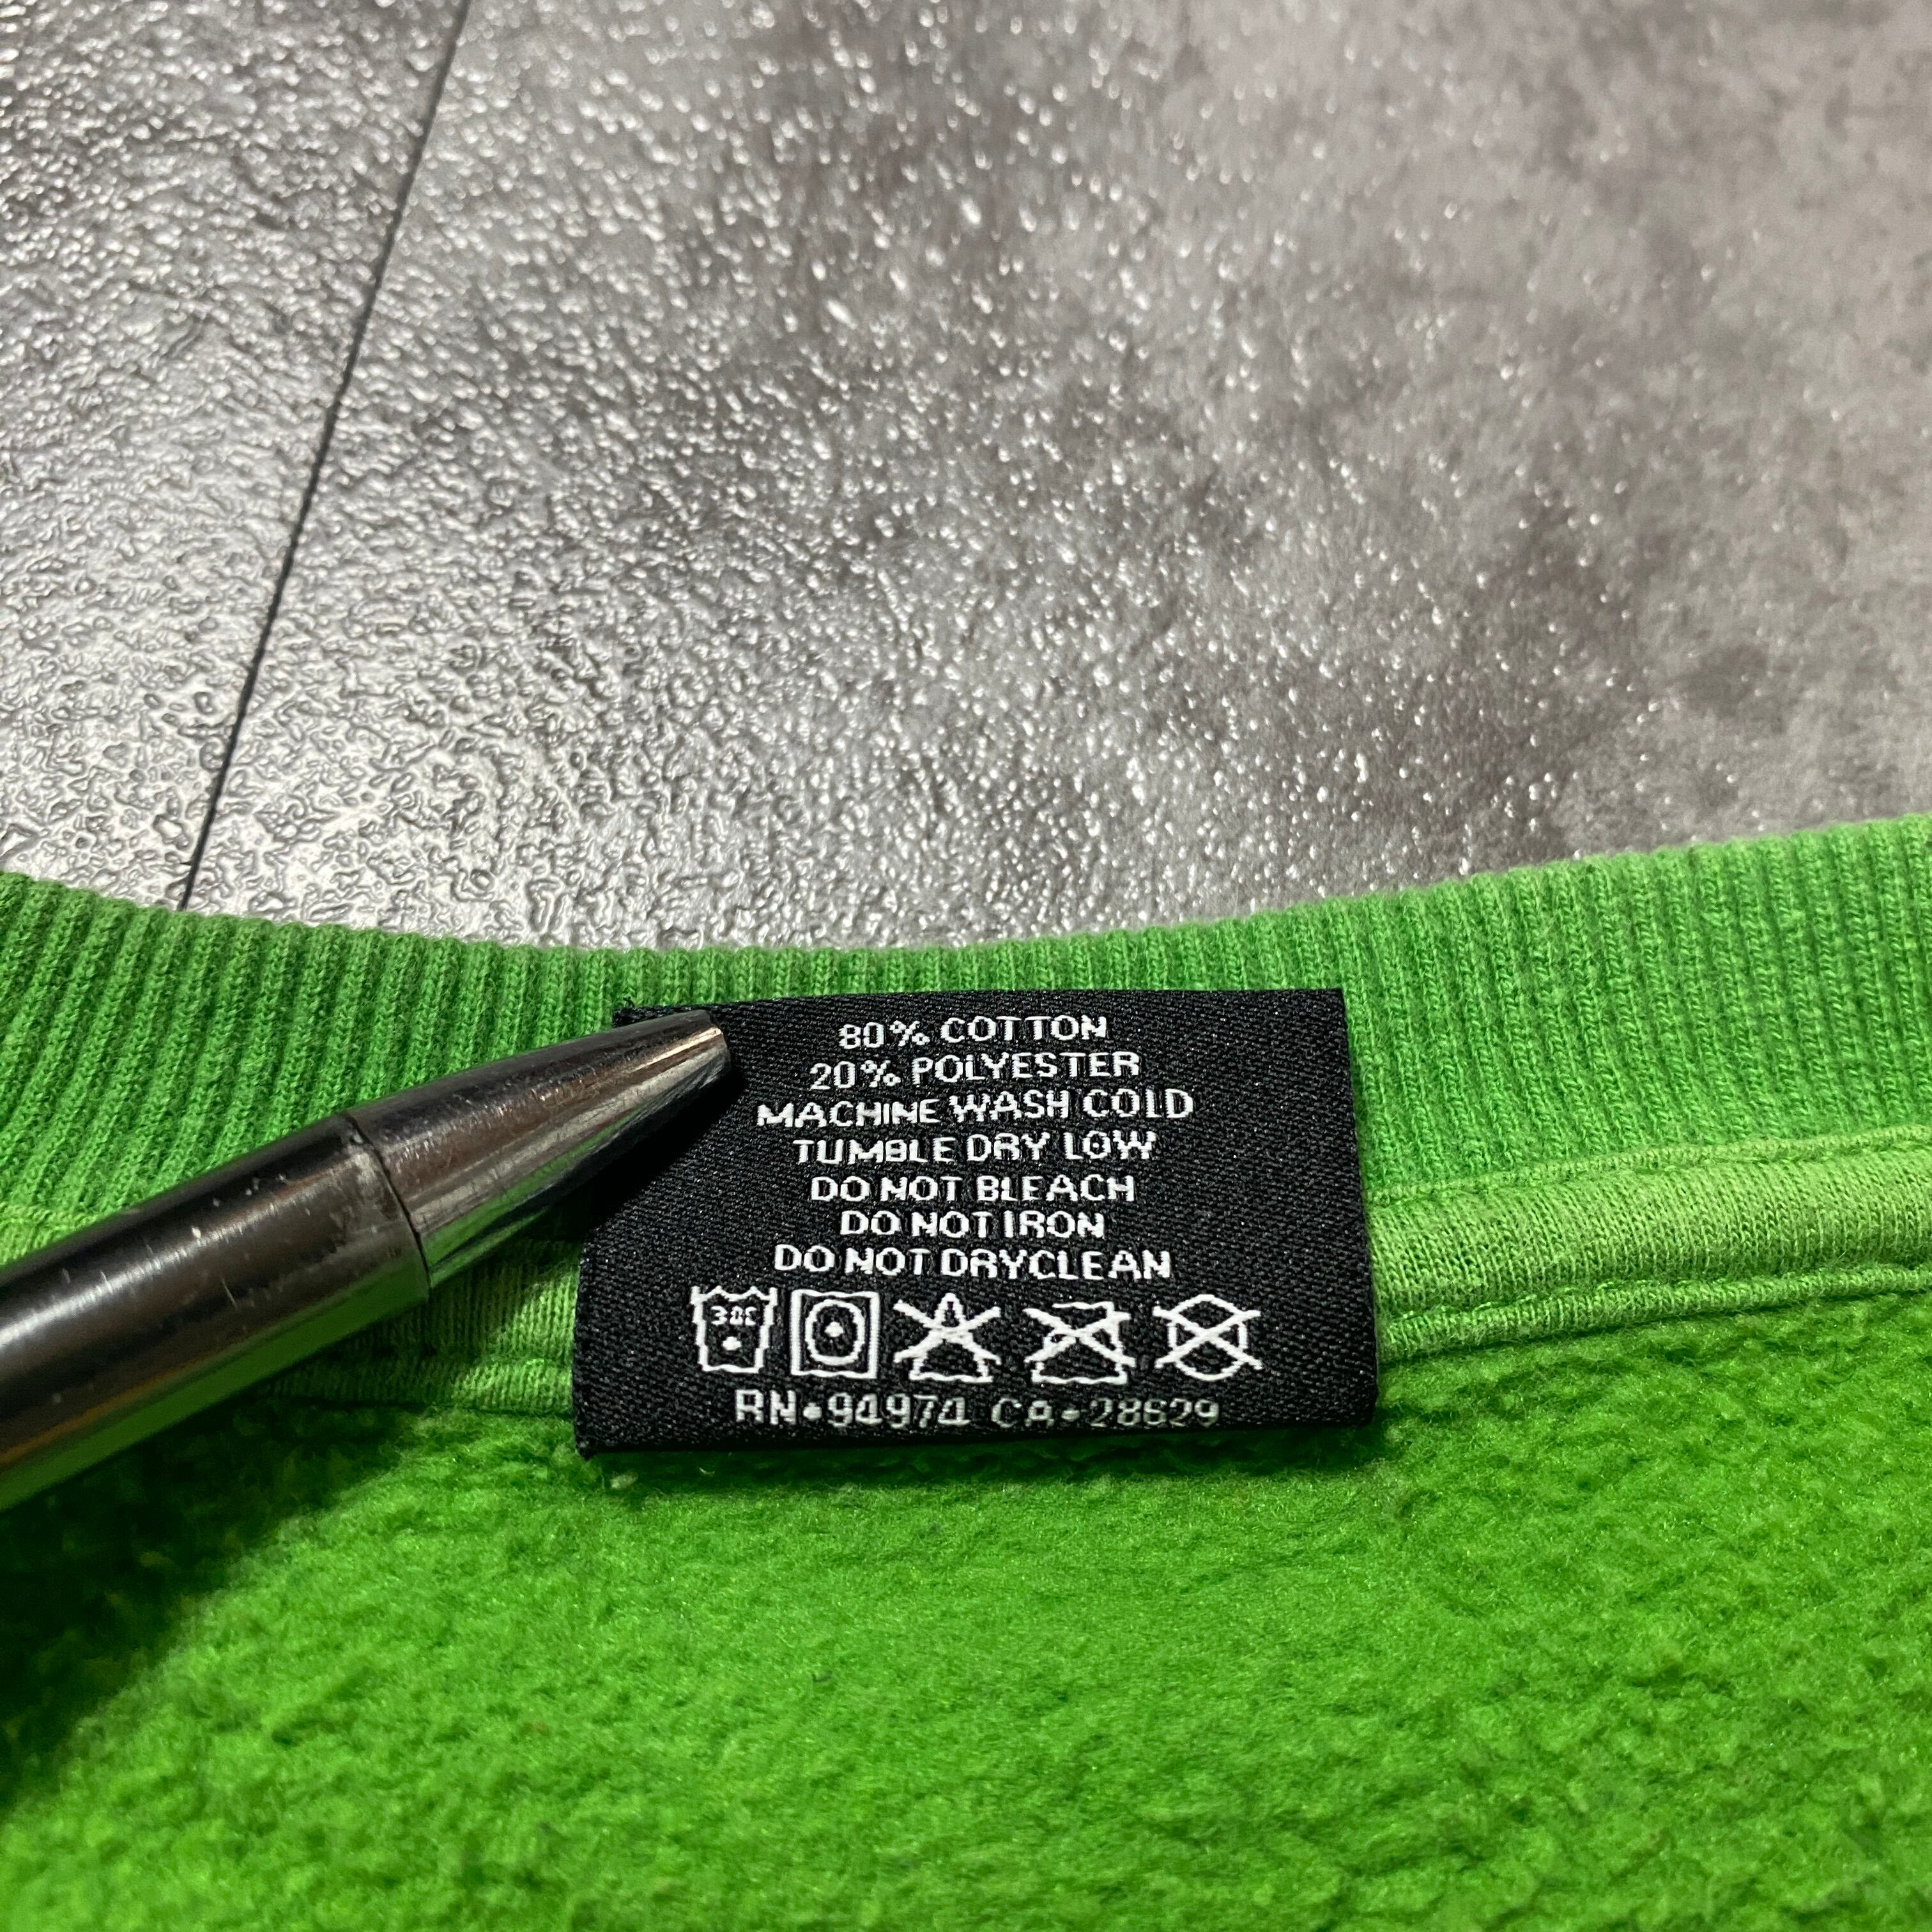 80% COTTON
20% POLYESTER
MACHINE WASH COLD
TUMBLE DRY LOW
DO NOT BLEACH
DO NOT IRON
DO NOT DRYCLEAN
RN•94974 CA•28629